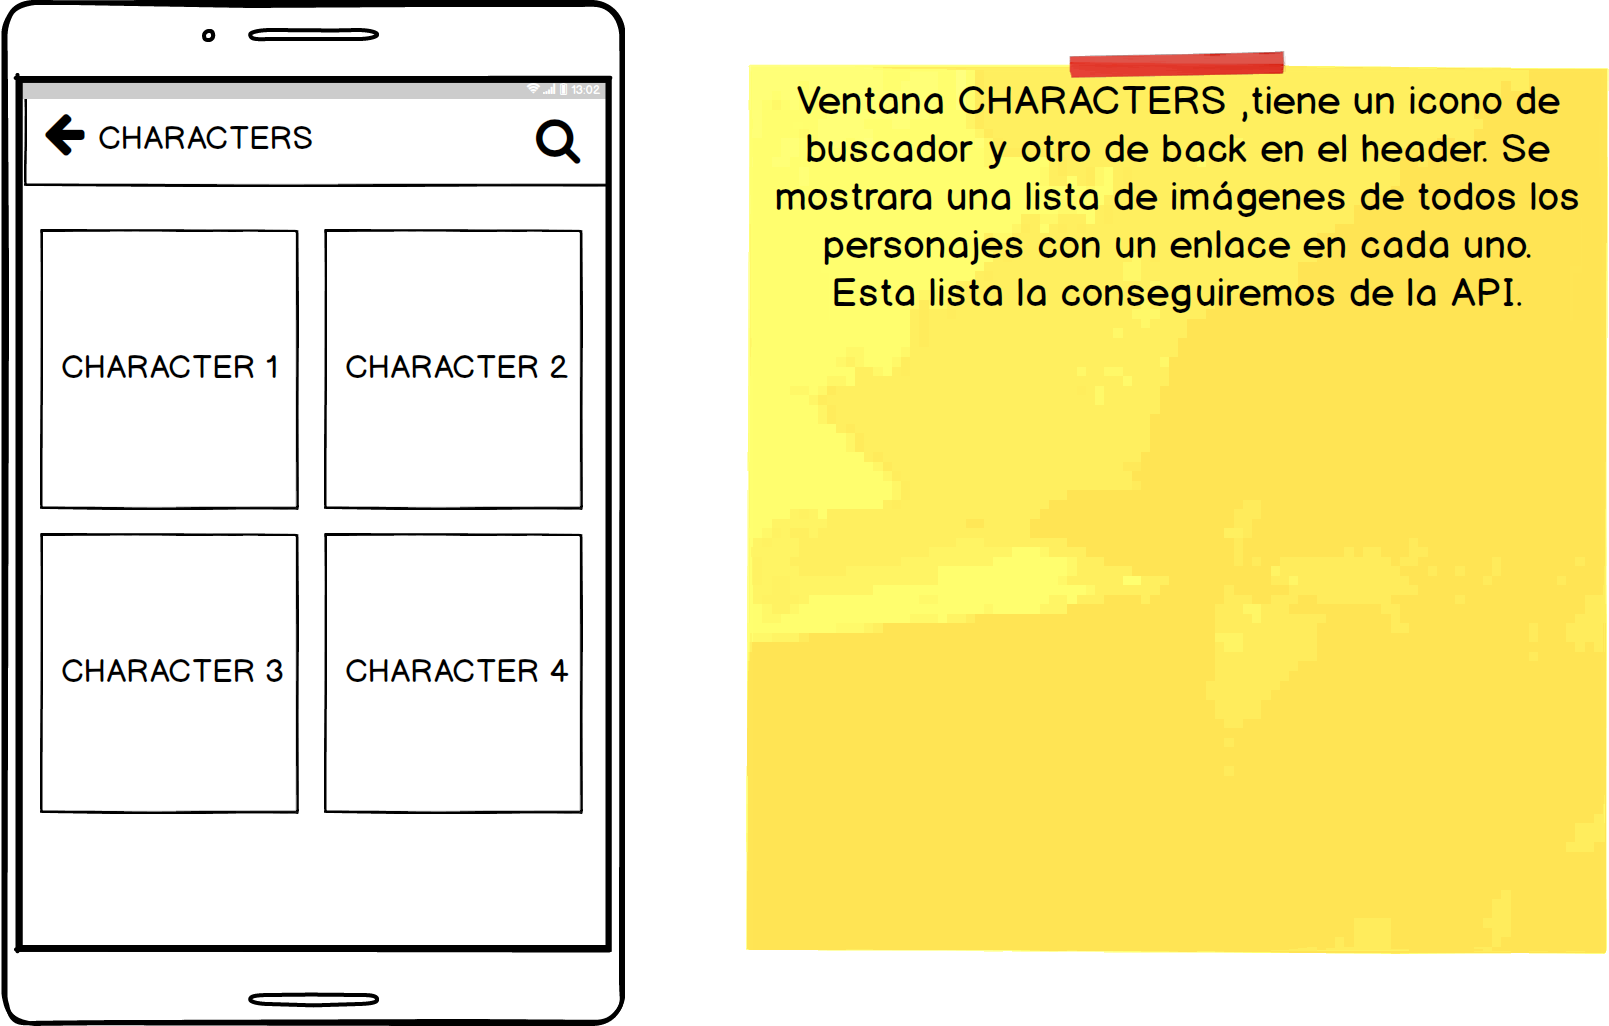 13:02
CHARACTERS
CHARACTER 1
CHARACTER 2
CHARACTER 3
CHARACTER 4
Ventana CHARACTERS ,tiene un icono de
buscador y otro de back en el header. Se
mostrara una lista de imágenes de todos los
personajes con un enlace en cada uno.
Esta lista la conseguiremos de la API.